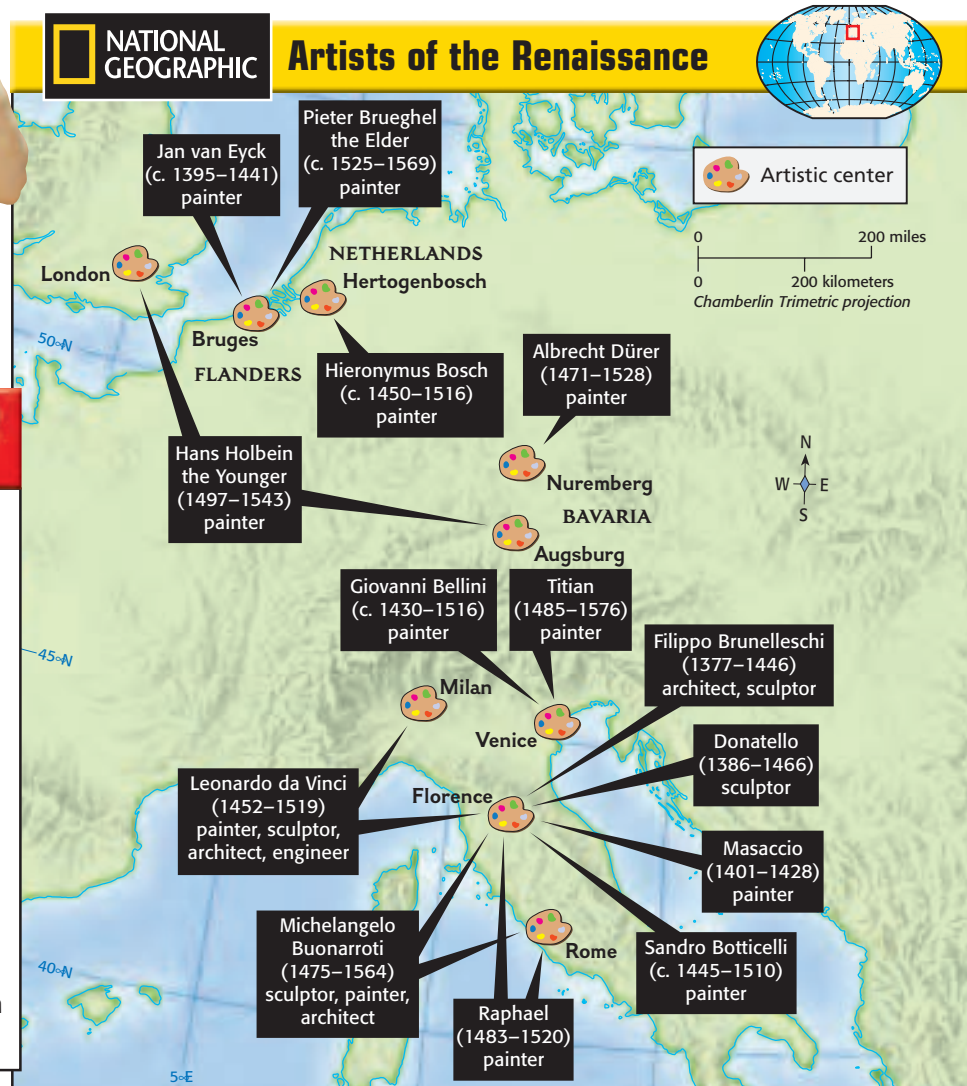 NATIONAL
GEOGRAPHIC
Artists of the Renaissance
Artistic center
0
200 miles
0
200 kilometers
Chamberlin Trimetric projection
Jan van Eyck
(c. 1395–1441)
painter
Pieter Brueghel
the Elder
(c. 1525–1569)
painter
London
NETHERLANDS
Hertogenbosch
Bruges
FLANDERS
50°N
Hieronymus Bosch
(c. 1450–1516)
painter
Albrecht Dürer
(1471–1528)
painter
Hans Holbein
the Younger
(1497–1543)
painter
Nuremberg
BAVARIA
Augsburg
N
W
E
S
Giovanni Bellini
(c. 1430–1516)
painter
Titian
(1485–1576)
painter
Filippo Brunelleschi
(1377–1446)
architect, sculptor
45°N
Milan
Venice
Donatello
(1386–1466)
sculptor
Leonardo da Vinci
(1452–1519)
painter, sculptor,
architect, engineer
Florence
Masaccio
(1401–1428)
painter
Michelangelo
Buonarroti
(1475–1564)
sculptor, painter,
architect
Rome
Sandro Botticelli
(c. 1445–1510)
painter
40°N
Raphael
(1483–1520)
painter
5°E